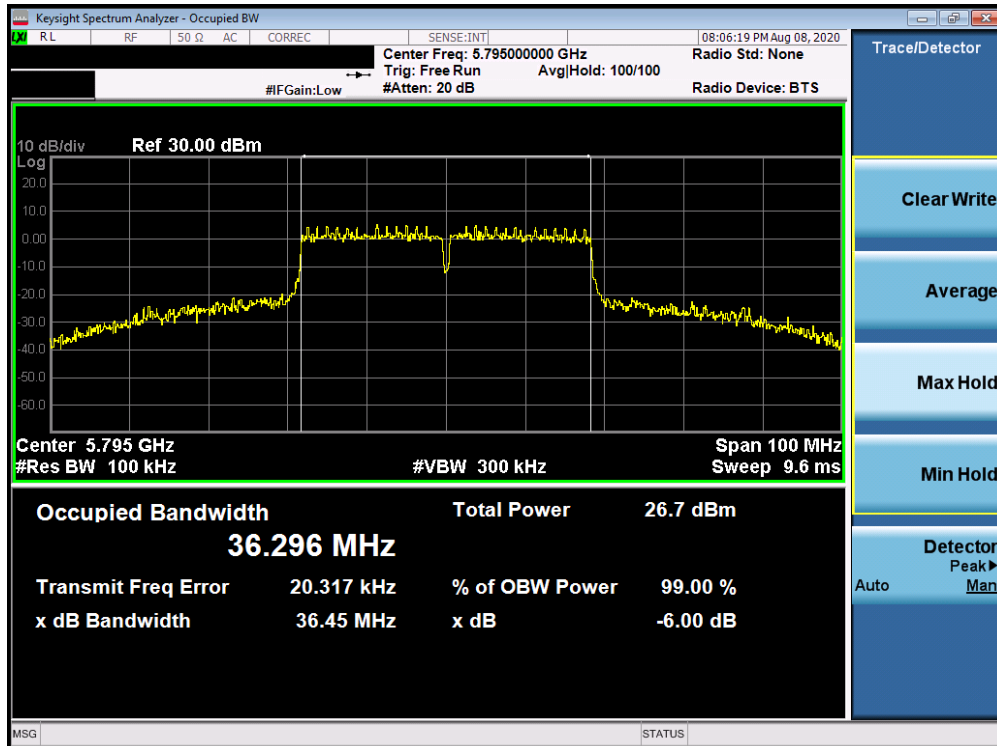 Keysight Spectrum Analyzer - Occupied BW
LXI RL RF 50 Ω AC CORREC SENSE:INT 08:06:19 PM Aug 08, 2020
Center Freq: 5.795000000 GHz Radio Std: None
Trig: Free Run Avg|Hold: 100/100
#IFGain:Low #Atten: 20 dB Radio Device: BTS
Trace/Detector
10 dB/div Ref 30.00 dBm
Log
20.0
10.0
0.00
-10.0
-20.0
-30.0
-40.0
-50.0
-60.0
Center 5.795 GHz Span 100 MHz
#Res BW 100 kHz #VBW 300 kHz Sweep 9.6 ms
Occupied Bandwidth Total Power 26.7 dBm
36.296 MHz
Transmit Freq Error 20.317 kHz % of OBW Power 99.00 %
x dB Bandwidth 36.45 MHz x dB -6.00 dB
Clear Write
Average
Max Hold
Min Hold
Detector
Peak▶
Auto Man
MSG STATUS